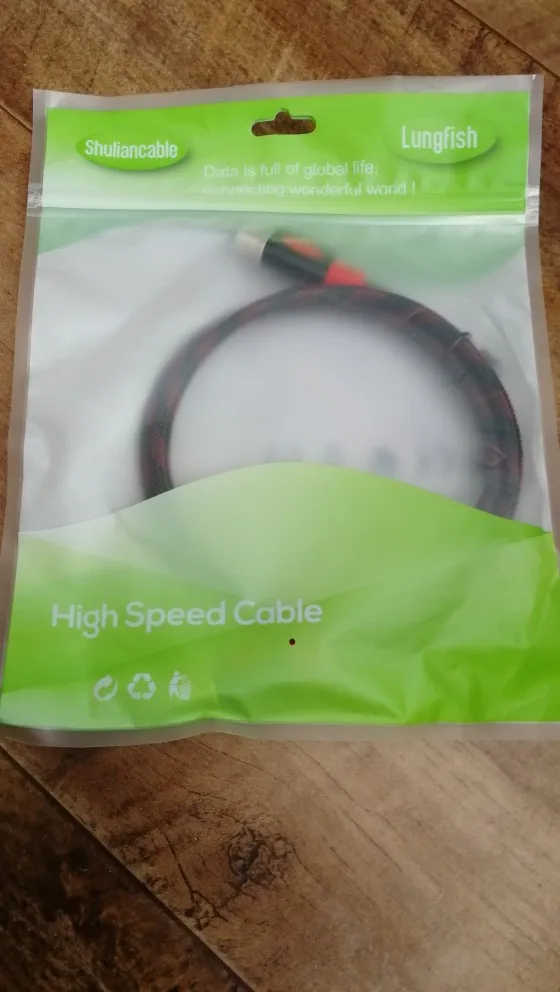 Shuliancable
Lungfish
Data is full of global life,
connecting wonderful world !
High Speed Cable